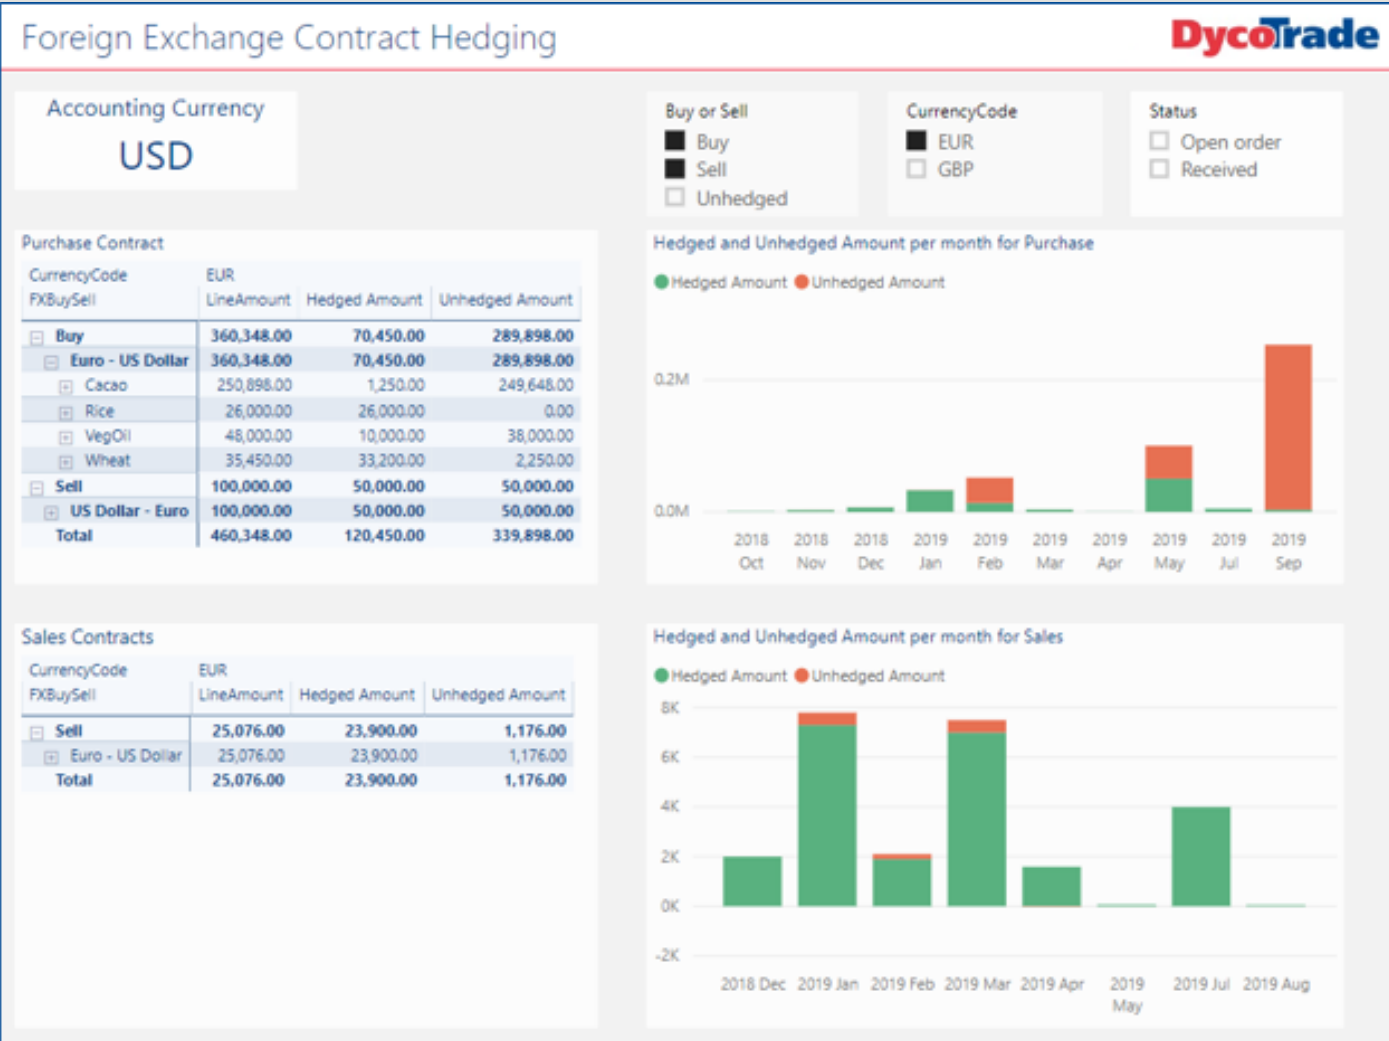 Foreign Exchange Contract Hedging
DycoTrade
Accounting Currency
USD
Buy or Sell
Buy
Sell
Unhedged
CurrencyCode
EUR
GBP
Status
Open order
Received
Purchase Contract
CurrencyCode EUR
FXBuySell LineAmount Hedged Amount Unhedged Amount
Buy 360,348.00 70,450.00 289,898.00
Euro - US Dollar 360,348.00 70,450.00 289,898.00
Cacao 250,898.00 1,250.00 249,648.00
Rice 26,000.00 26,000.00 0.00
VegOil 48,000.00 10,000.00 38,000.00
Wheat 35,450.00 33,200.00 2,250.00
Sell 100,000.00 50,000.00 50,000.00
US Dollar - Euro 100,000.00 50,000.00 50,000.00
Total 460,348.00 120,450.00 339,898.00
Hedged and Unhedged Amount per month for Purchase
Hedged Amount Unhedged Amount
0.2M
0.0M
2018 2018 2018 2019 2019 2019 2019 2019 2019 2019
Oct Nov Dec Jan Feb Mar Apr May Jul Sep
Sales Contracts
CurrencyCode EUR
FXBuySell LineAmount Hedged Amount Unhedged Amount
Sell 25,076.00 23,900.00 1,176.00
Euro - US Dollar 25,076.00 23,900.00 1,176.00
Total 25,076.00 23,900.00 1,176.00
Hedged and Unhedged Amount per month for Sales
Hedged Amount Unhedged Amount
8K
6K
4K
2K
0K
-2K
2018 Dec 2019 Jan 2019 Feb 2019 Mar 2019 Apr 2019 2019 Jul 2019 Aug
May